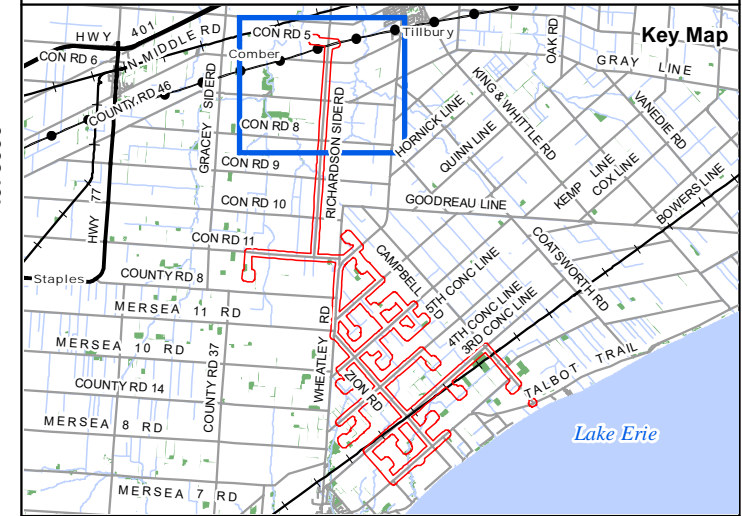 Key Map
HWY 401
CON RD 5
Tillbury
OAK RD
CON RD 6
N-MIDDLE RD
Comber
GRAY LINE
COUNTY RD 46
GRACEY SIDERD
RICHARDSON SIDERD
KING & WHITTLE RD
VANEDIE RD
CON RD 8
HORNICK LINE
QUINN LINE
CON RD 9
KEMP LINE
COX LINE
BOWERS LINE
HWY 77
CON RD 10
GOODREAU LINE
CON RD 11
COATSWORTH RD
CAMPBELL
Staples
COUNTY RD 8
5TH CONC LINE
MERSEA 11 RD
4TH CONC LINE
3RD CONC LINE
WHEATLEY RD
MERSEA 10 RD
COUNTY RD 37
TALBOT TRAIL
COUNTY RD 14
ZION RD
MERSEA 8 RD
Lake Erie
MERSEA 7 RD